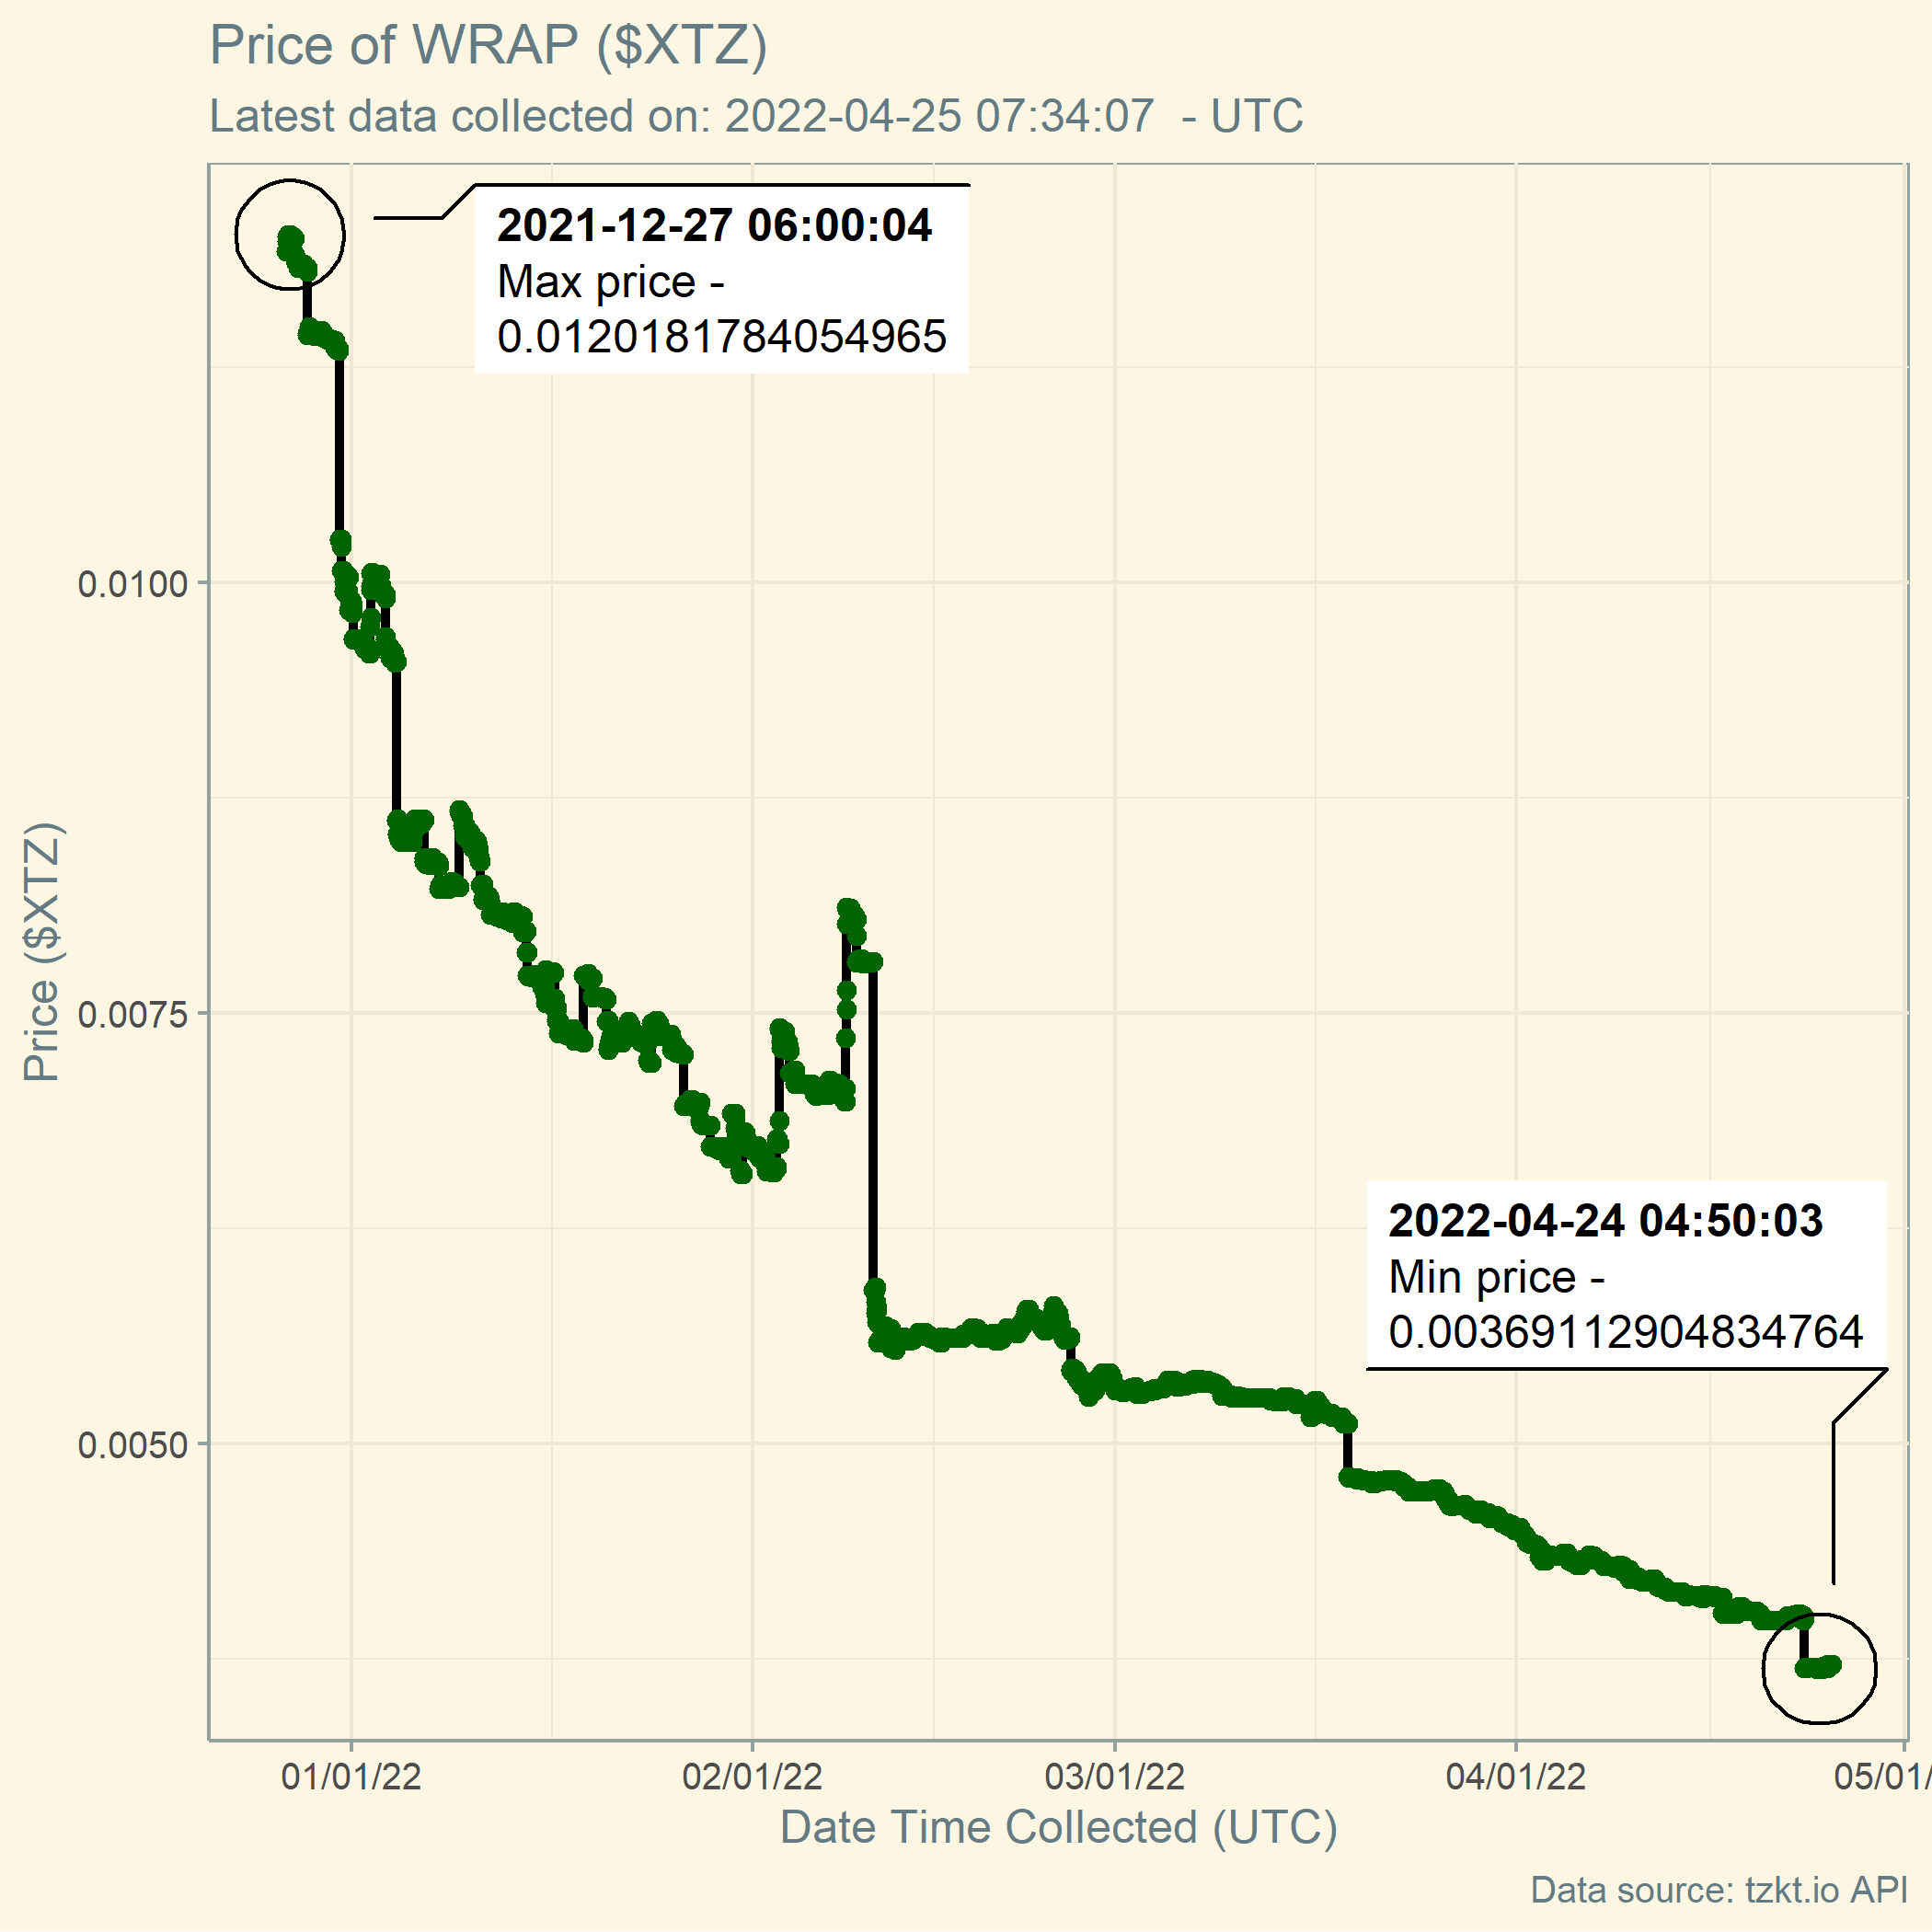 Price of WRAP ($XTZ)
Latest data collected on: 2022-04-25 07:34:07  - UTC
2021-12-27 06:00:04
Max price -
0.0120181784054965
0.0100
0.0075
0.0050
Price ($XTZ)
2022-04-24 04:50:03
Min price -
0.00369112904834764
01/01/22
02/01/22
03/01/22
04/01/22
05/01/
Date Time Collected (UTC)
Data source: tzkt.io API